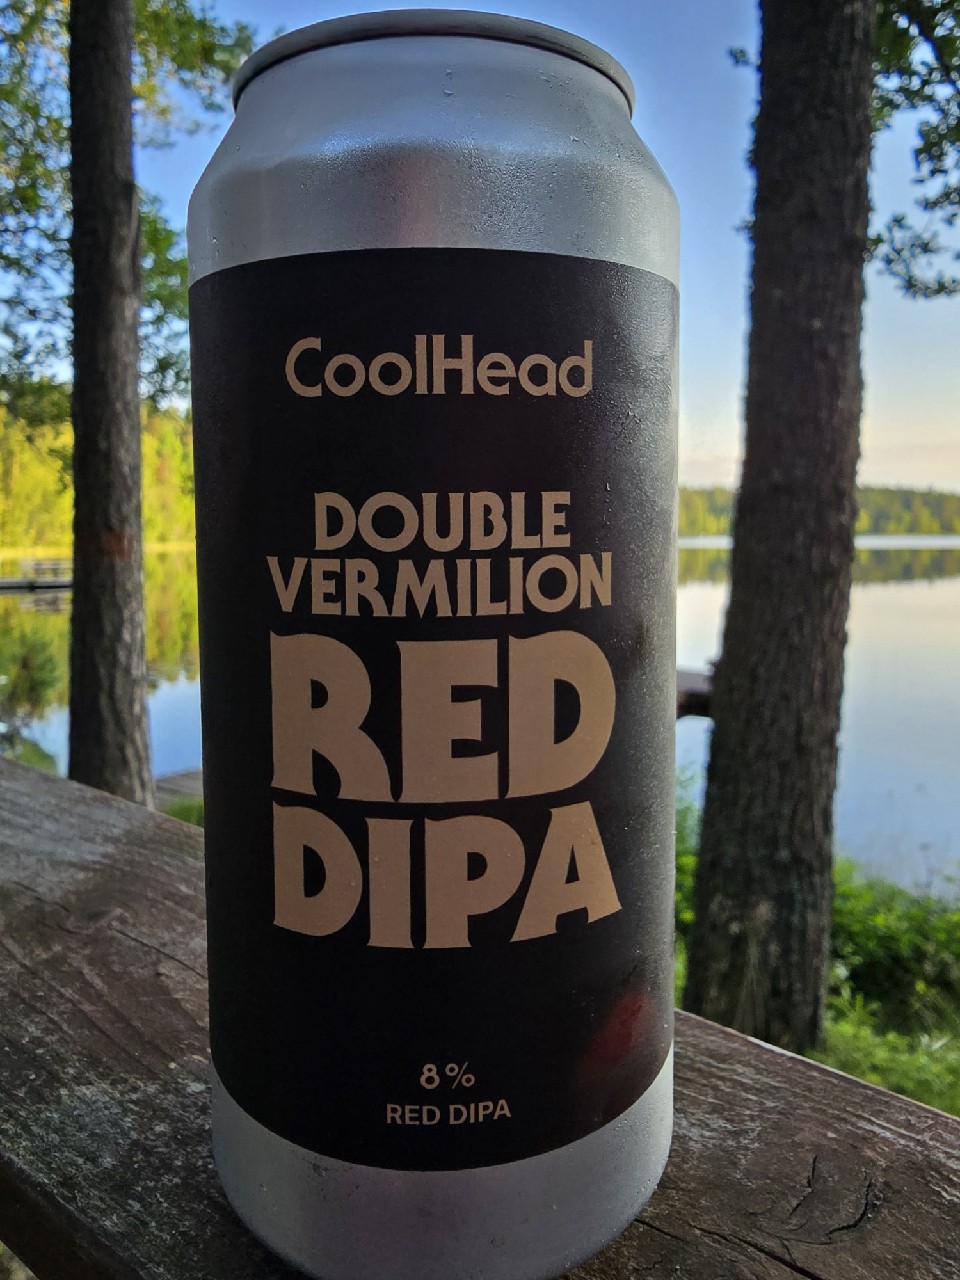 CoolHead
DOUBLE
VERMILION
RED
DIPA
8%
RED DIPA